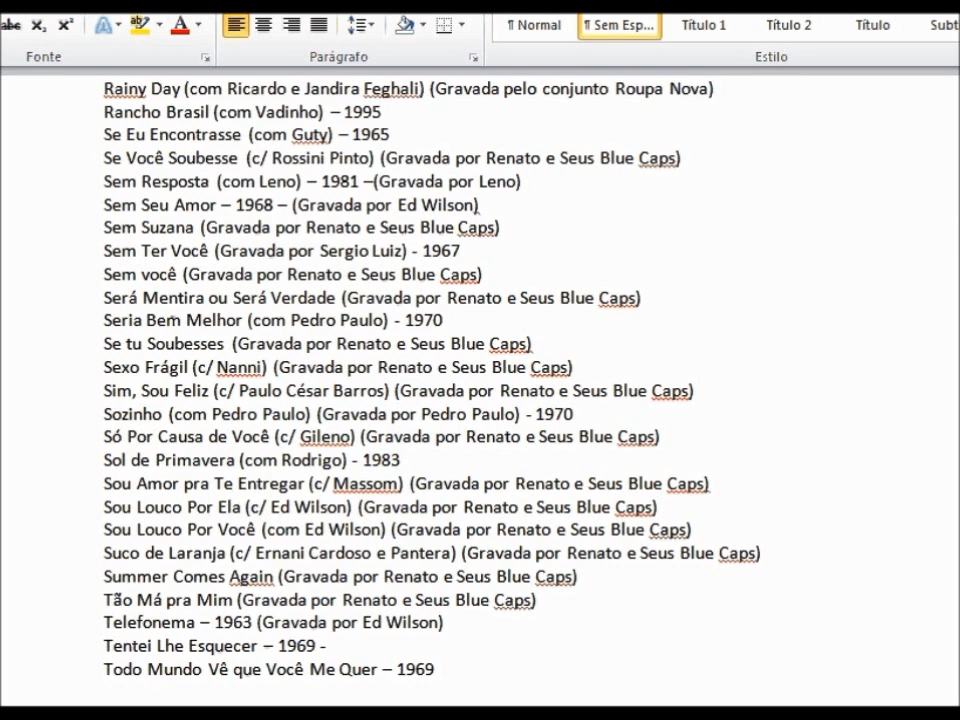 abc X₂ X² A ab A
¶ Normal ¶ Sem Esp... Título 1 Título 2 Título Subt
Fonte Parágrafo Estilo
Rainy Day (com Ricardo e Jandira Feghali) (Gravada pelo conjunto Roupa Nova)
Rancho Brasil (com Vadinho) – 1995
Se Eu Encontrasse (com Guty) – 1965
Se Você Soubesse (c/ Rossini Pinto) (Gravada por Renato e Seus Blue Caps)
Sem Resposta (com Leno) – 1981 –(Gravada por Leno)
Sem Seu Amor – 1968 – (Gravada por Ed Wilson)
Sem Suzana (Gravada por Renato e Seus Blue Caps)
Sem Ter Você (Gravada por Sergio Luiz) - 1967
Sem você (Gravada por Renato e Seus Blue Caps)
Será Mentira ou Será Verdade (Gravada por Renato e Seus Blue Caps)
Seria Bem Melhor (com Pedro Paulo) - 1970
Se tu Soubesses (Gravada por Renato e Seus Blue Caps)
Sexo Frágil (c/ Nanni) (Gravada por Renato e Seus Blue Caps)
Sim, Sou Feliz (c/ Paulo César Barros) (Gravada por Renato e Seus Blue Caps)
Sozinho (com Pedro Paulo) (Gravada por Pedro Paulo) - 1970
Só Por Causa de Você (c/ Gileno) (Gravada por Renato e Seus Blue Caps)
Sol de Primavera (com Rodrigo) - 1983
Sou Amor pra Te Entregar (c/ Massom) (Gravada por Renato e Seus Blue Caps)
Sou Louco Por Ela (c/ Ed Wilson) (Gravada por Renato e Seus Blue Caps)
Sou Louco Por Você (com Ed Wilson) (Gravada por Renato e Seus Blue Caps)
Suco de Laranja (c/ Ernani Cardoso e Pantera) (Gravada por Renato e Seus Blue Caps)
Summer Comes Again (Gravada por Renato e Seus Blue Caps)
Tão Má pra Mim (Gravada por Renato e Seus Blue Caps)
Telefonema – 1963 (Gravada por Ed Wilson)
Tentei Lhe Esquecer – 1969 -
Todo Mundo Vê que Você Me Quer – 1969